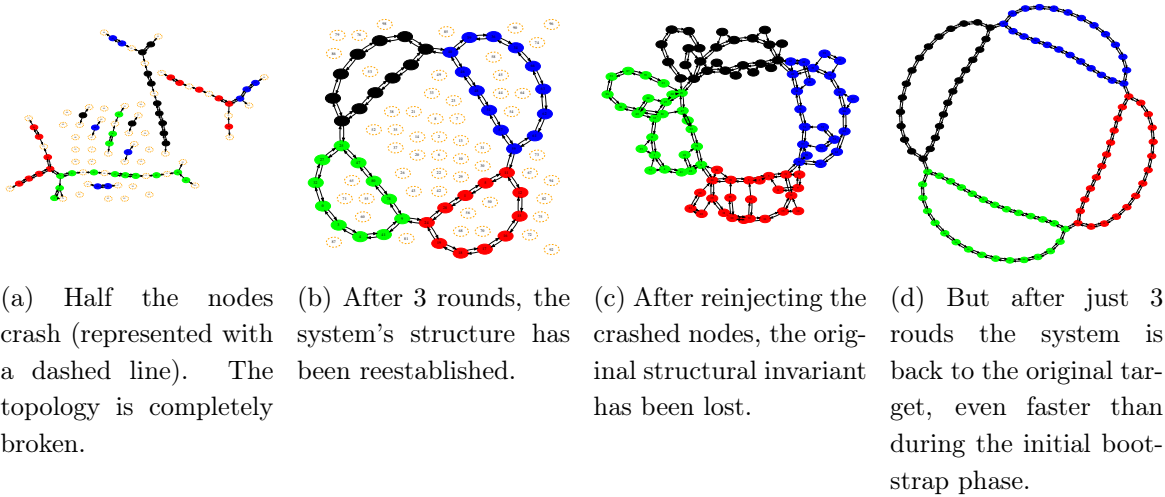 (a) Half the nodes
crash (represented with
a dashed line). The
topology is completely
broken.
(b) After 3 rounds, the
system's structure has
been reestablished.
(c) After reinjecting the
crashed nodes, the orig-
inal structural invariant
has been lost.
(d) But after just 3
rouds the system is
back to the original tar-
get, even faster than
during the initial boot-
strap phase.